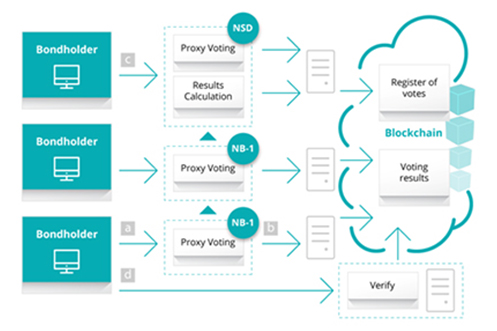 NSD
Bondholder
c
Proxy Voting
Results
Calculation
Register of
votes
Blockchain
Bondholder
NB-1
Proxy Voting
Voting
results
Bondholder
a
NB-1
b
Proxy Voting
d
Verify